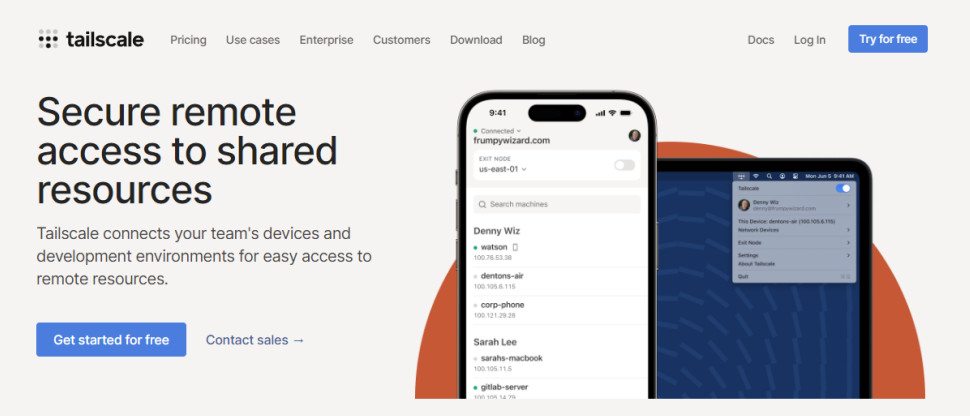 tailscale Pricing Use cases Enterprise Customers Download Blog Docs Log In Try for free
Secure remote
access to shared
resources
Tailscale connects your team's devices and
development environments for easy access to
remote resources.
Get started for free Contact sales →
9:41
Connected
frumpywizard.com
EXIT NODE
us-east-01
Search machines
Denny Wiz
watson
100.76.53.38
dentons-air
100.105.6.115
corp-phone
100.121.29.28
Sarah Lee
sarahs-macbook
100.105.11.5
gitlab-server
100.105.14.79
Mon Jun 5 9:41 AM
Tailscale
Denny Wiz
denny@frumpywizard.com
This Device: dentons-air (100.105.6.115)
Network Devices
Exit Node
Settings
About Tailscale
Quit